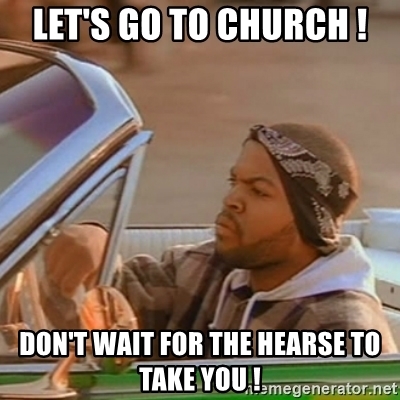 LET'S GO TO CHURCH !
DON'T WAIT FOR THE HEARSE TO
TAKE YOU !
memegenerator.net